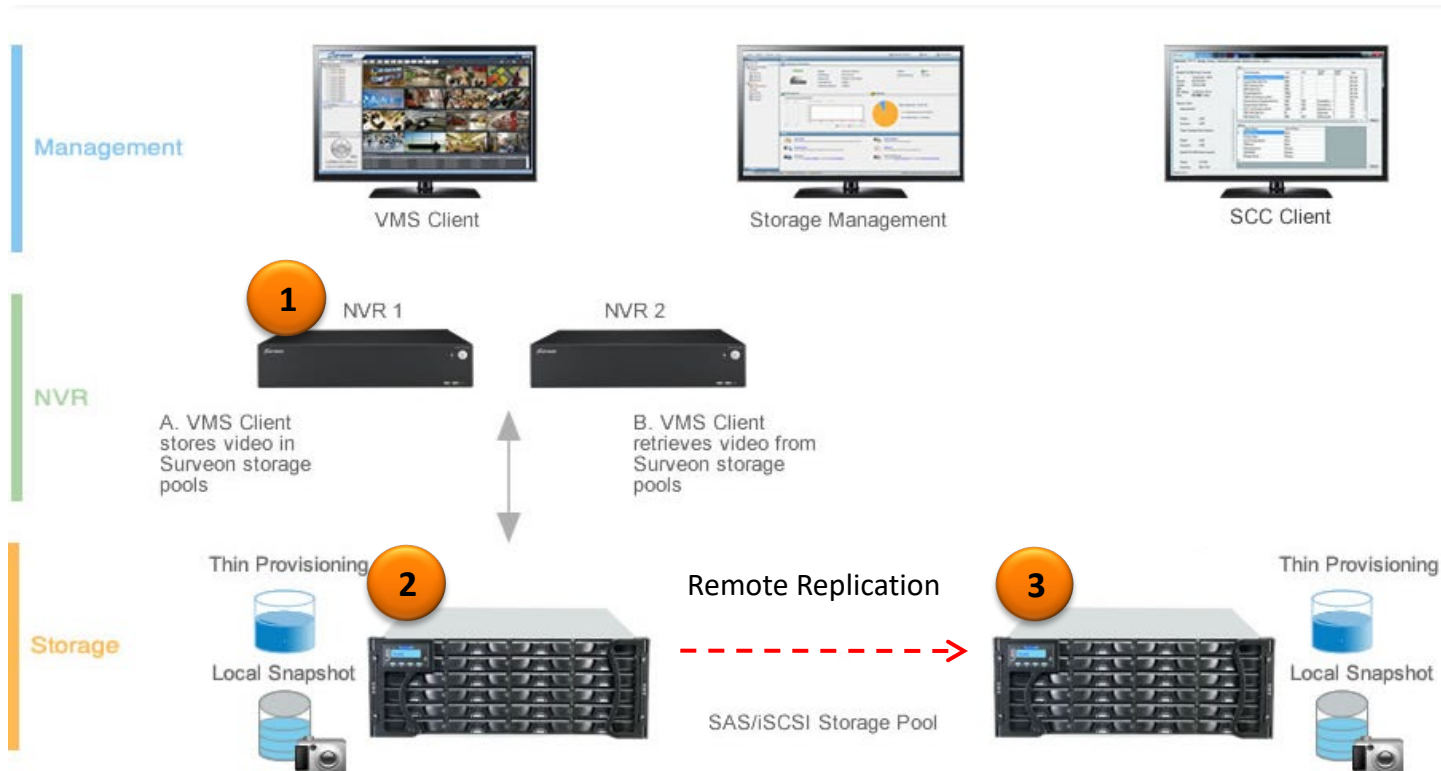 Management
VMS Client
Storage Management
SCC Client
1
NVR 1
NVR 2
NVR
A. VMS Client
stores video in
Surveon storage
pools
B. VMS Client
retrieves video from
Surveon storage
pools
Storage
Thin Provisioning
2
Remote Replication
3
Thin Provisioning
Local Snapshot
SAS/iSCSI Storage Pool
Local Snapshot